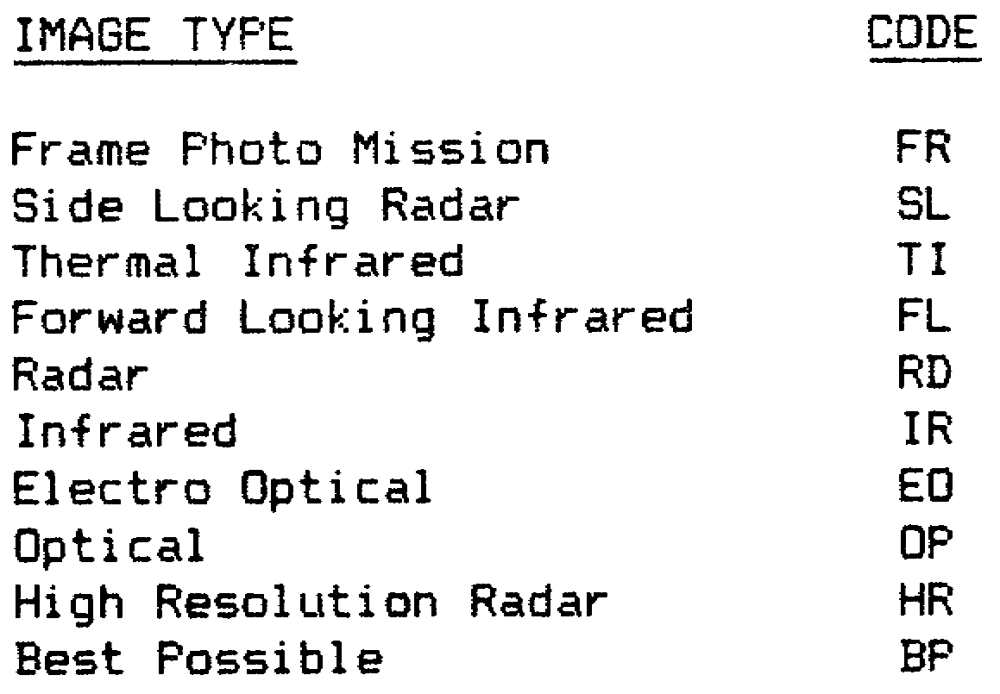 IMAGE TYPE CODE
Frame Photo Mission FR
Side Looking Radar SL
Thermal Infrared TI
Forward Looking Infrared FL
Radar RD
Infrared IR
Electro Optical EO
Optical OP
High Resolution Radar HR
Best Possible BP